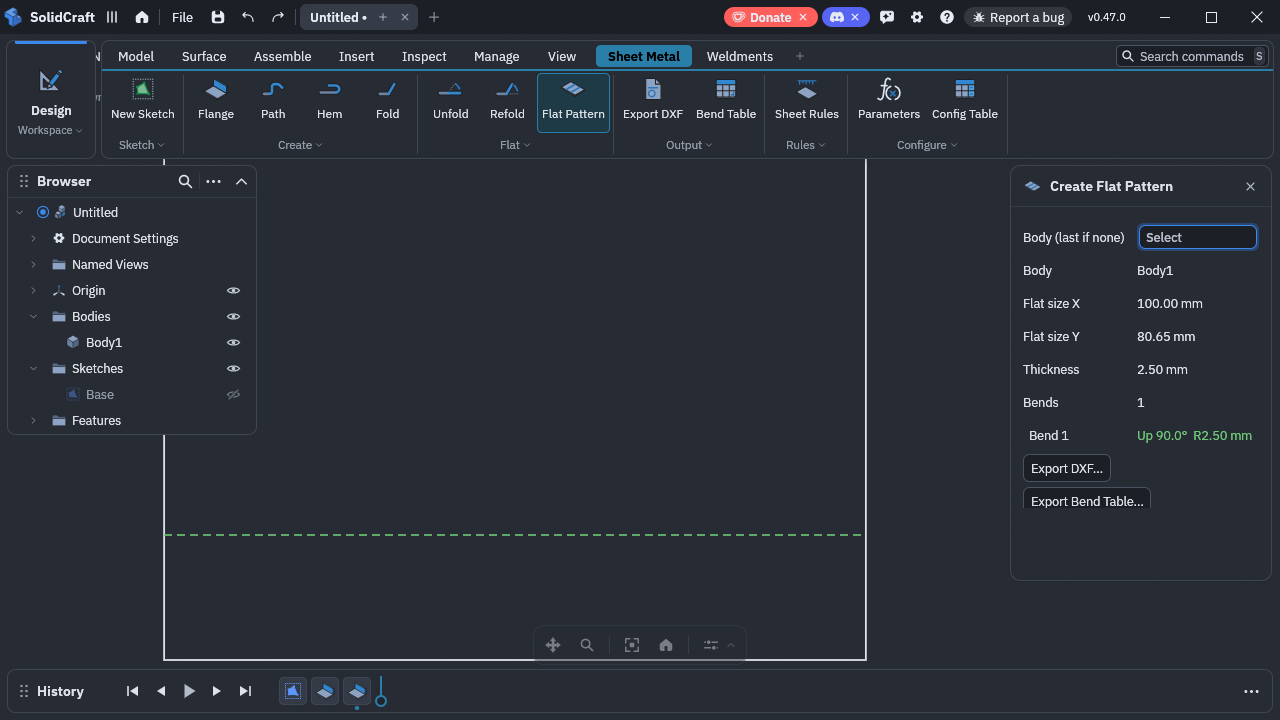 SolidCraft
File
Untitled •
Donate
Report a bug
v0.47.0
Design
Workspace
Model
Surface
Assemble
Insert
Inspect
Manage
View
Sheet Metal
Weldments
Search commands
S
New Sketch
Flange
Path
Hem
Fold
Unfold
Refold
Flat Pattern
Export DXF
Bend Table
Sheet Rules
Parameters
Config Table
Sketch
Create
Flat
Output
Rules
Configure
Browser
Untitled
Document Settings
Named Views
Origin
Bodies
Body1
Sketches
Base
Features
Create Flat Pattern
Body (last if none) Select
Body Body1
Flat size X 100.00 mm
Flat size Y 80.65 mm
Thickness 2.50 mm
Bends 1
Bend 1 Up 90.0° R2.50 mm
Export DXF...
Export Bend Table...
History